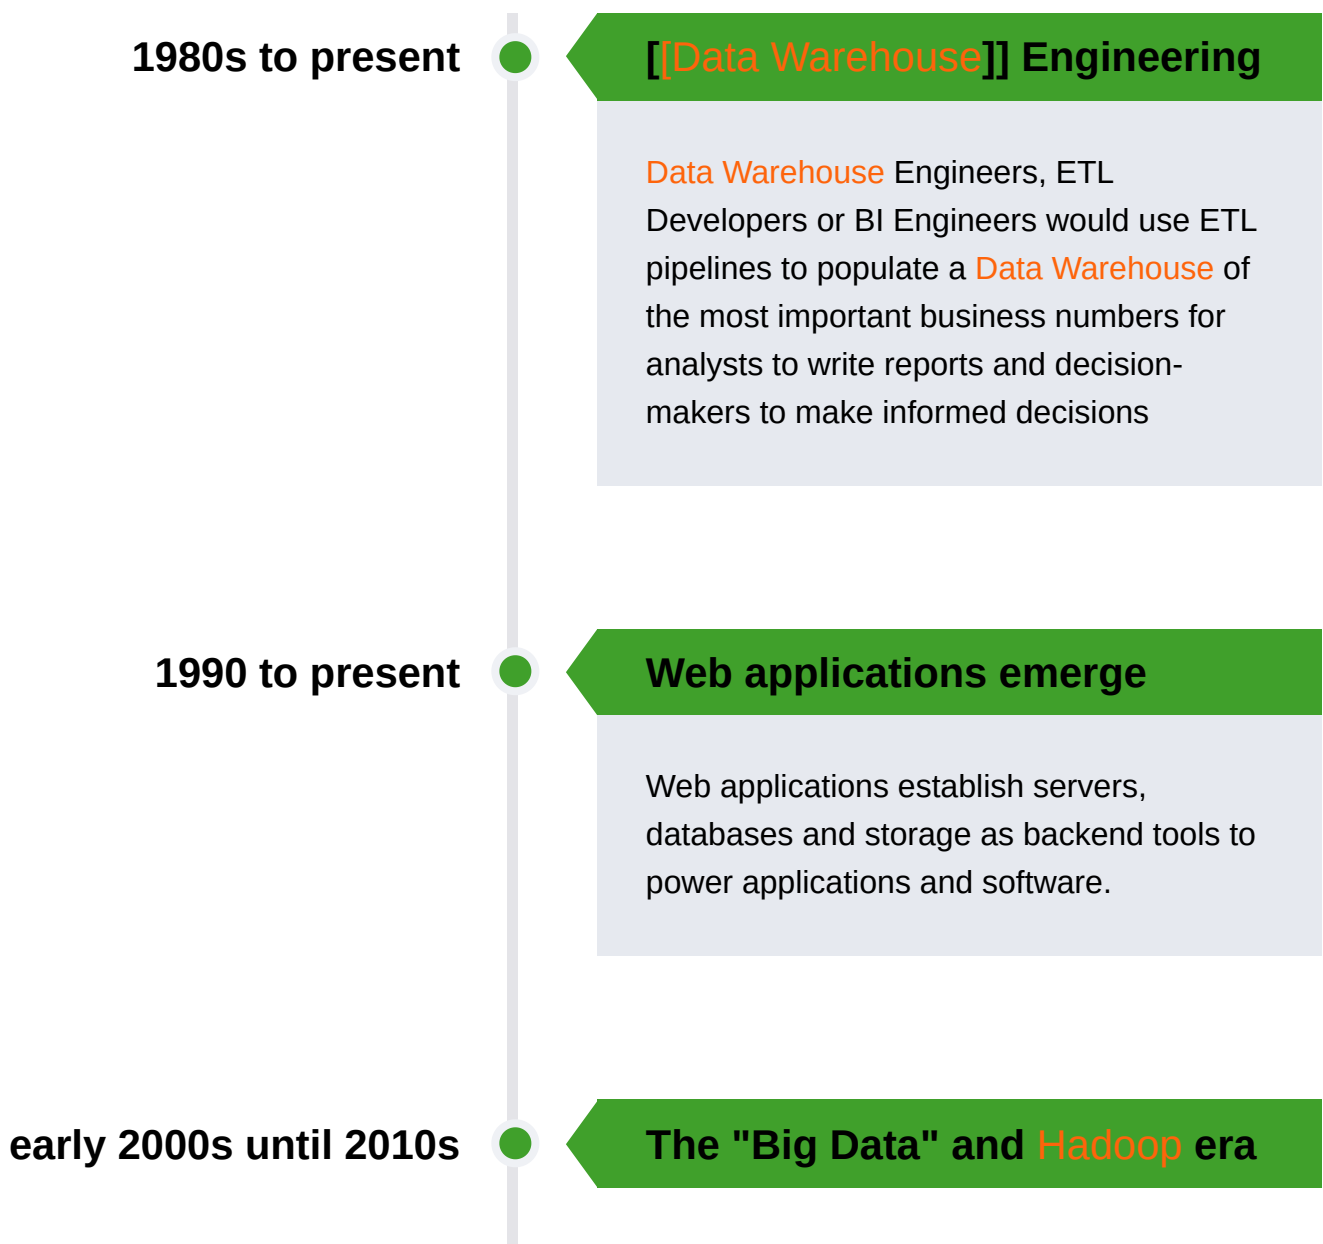 1980s to present
[[Data Warehouse]] Engineering
Data Warehouse Engineers, ETL
Developers or BI Engineers would use ETL
pipelines to populate a Data Warehouse of
the most important business numbers for
analysts to write reports and decision-
makers to make informed decisions
1990 to present
Web applications emerge
Web applications establish servers,
databases and storage as backend tools to
power applications and software.
early 2000s until 2010s
The "Big Data" and Hadoop era